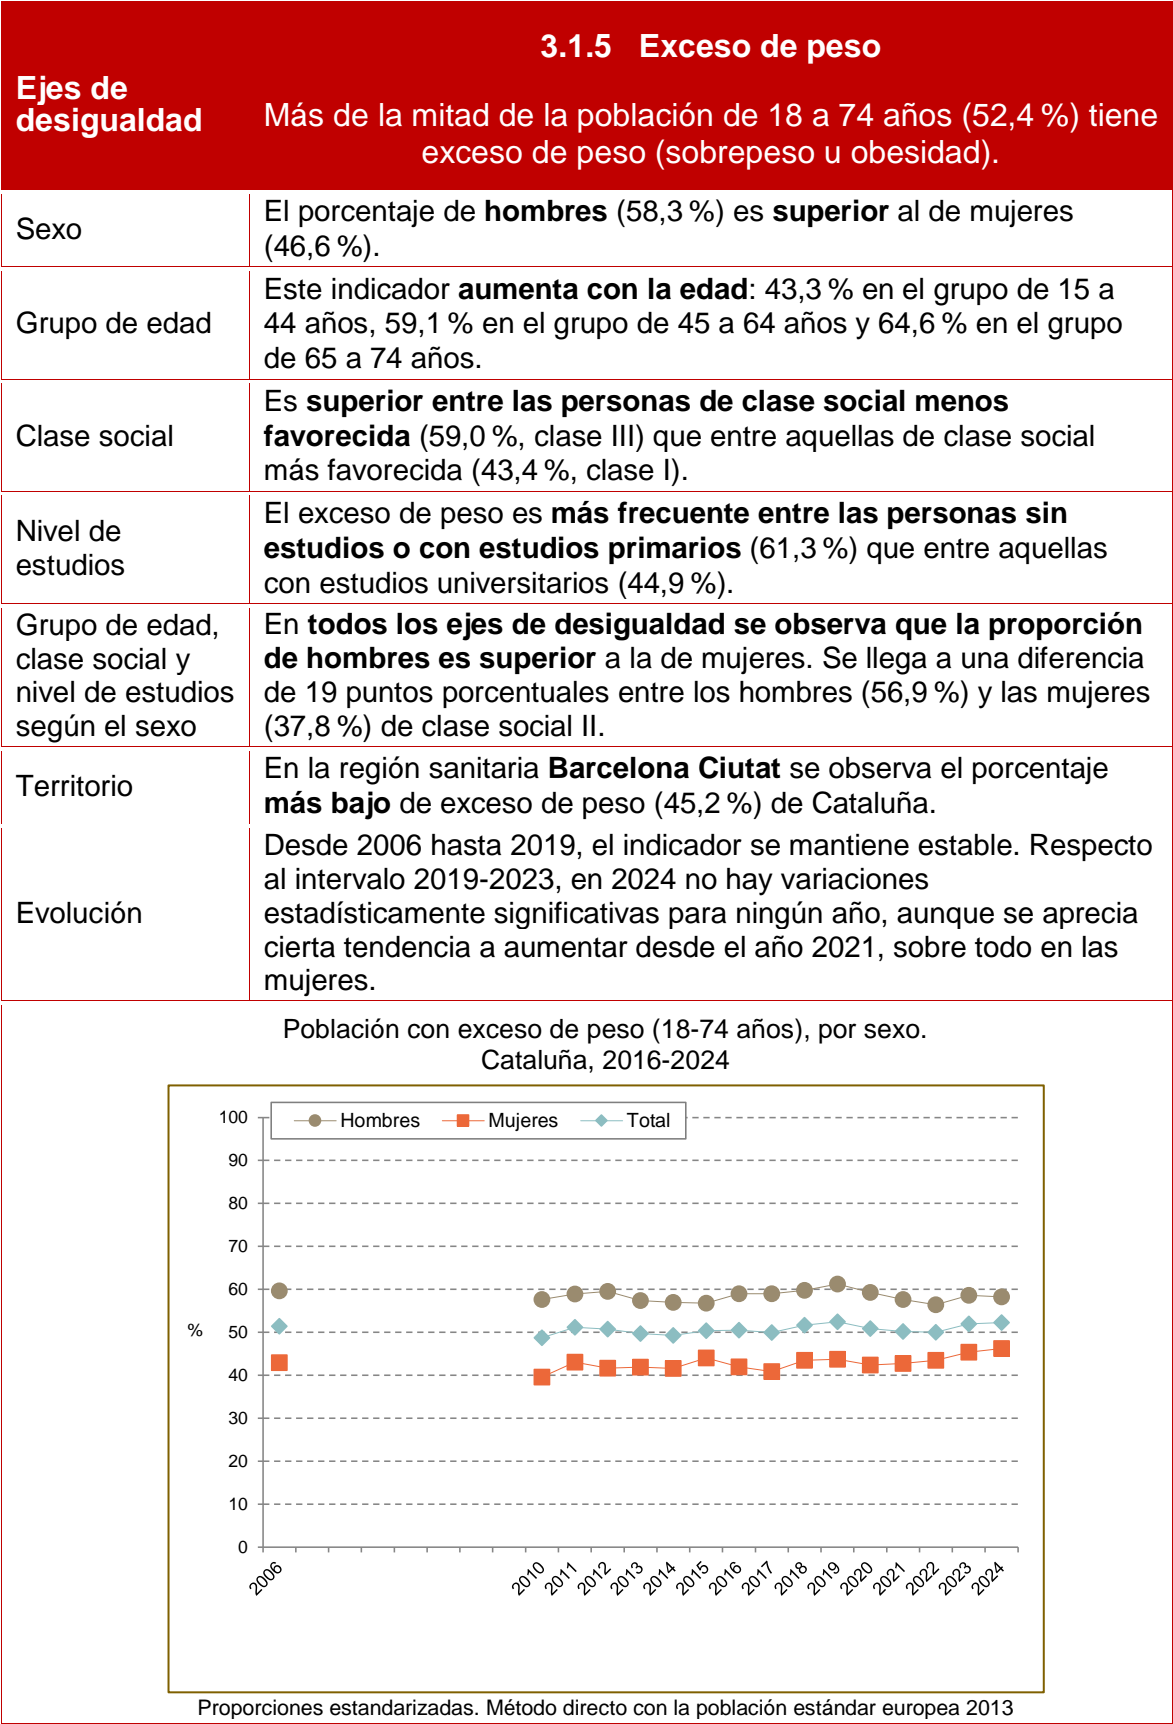 3.1.5 Exceso de peso
Ejes de
desigualdad
Más de la mitad de la población de 18 a 74 años (52,4 %) tiene
exceso de peso (sobrepeso u obesidad).
Sexo
El porcentaje de hombres (58,3 %) es superior al de mujeres
(46,6 %).
Grupo de edad
Este indicador aumenta con la edad: 43,3 % en el grupo de 15 a
44 años, 59,1 % en el grupo de 45 a 64 años y 64,6 % en el grupo
de 65 a 74 años.
Clase social
Es superior entre las personas de clase social menos
favorecida (59,0 %, clase III) que entre aquellas de clase social
más favorecida (43,4 %, clase I).
Nivel de
estudios
El exceso de peso es más frecuente entre las personas sin
estudios o con estudios primarios (61,3 %) que entre aquellas
con estudios universitarios (44,9 %).
Grupo de edad,
clase social y
nivel de estudios
según el sexo
En todos los ejes de desigualdad se observa que la proporción
de hombres es superior a la de mujeres. Se llega a una diferencia
de 19 puntos porcentuales entre los hombres (56,9 %) y las mujeres
(37,8 %) de clase social II.
Territorio
En la región sanitaria Barcelona Ciutat se observa el porcentaje
más bajo de exceso de peso (45,2 %) de Cataluña.
Evolución
Desde 2006 hasta 2019, el indicador se mantiene estable. Respecto
al intervalo 2019-2023, en 2024 no hay variaciones
estadísticamente significativas para ningún año, aunque se aprecia
cierta tendencia a aumentar desde el año 2021, sobre todo en las
mujeres.
Población con exceso de peso (18-74 años), por sexo.
Cataluña, 2016-2024
Hombres Mujeres Total
100
90
80
70
60
50
40
30
20
10
0
%
2006 2010 2011 2012 2013 2014 2015 2016 2017 2018 2019 2020 2021 2022 2023 2024
Proporciones estandarizadas. Método directo con la población estándar europea 2013